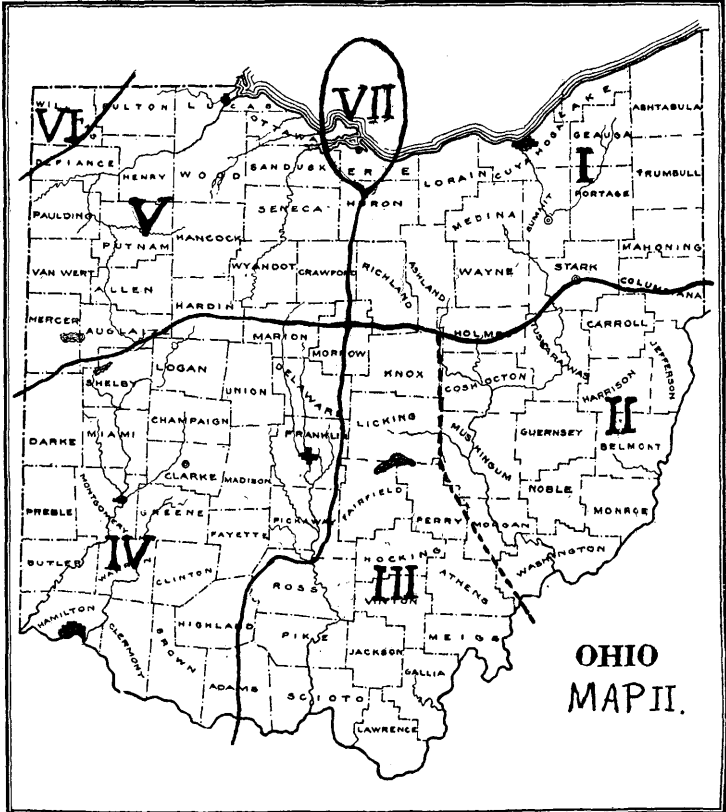 VII
WILL
FULTON
LUCAS
OTTAWA
LAKE
ASHTABULA
VI
GEAUGA
CUYAHOGA
I
DEFIANCE
HENRY
WOOD
SANDUSK
ERIE
LORAIN
TRUMBULL
PORTAGE
SUMMIT
HURON
SENECA
MEDINA
PAULDING
V
PUTNAM
HANCOCK
MAHONING
VAN WERT
WYANDOT
CRAWFORD
RICHLAND
ASHLAND
WAYNE
STARK
ALLEN
COLUMBIANA
HARDIN
MERCER
AUGLAIZE
MARION
HOLMES
CARROLL
MORROW
TUSCARAWAS
JEFFERSON
LOGAN
SHELBY
KNOX
COSHOCTON
HARRISON
UNION
DELAWARE
II
CHAMPAIGN
LICKING
GUERNSEY
DARKE
MIAMI
FRANKLIN
MUSKINGUM
BELMONT
CLARKE
MADISON
NOBLE
PREBLE
MONTGOMERY
GREENE
FAIRFIELD
PICKAWAY
PERRY
MORGAN
MONROE
FAYETTE
BUTLER
IV
WARREN
HOCKING
WASHINGTON
CLINTON
ROSS
III
ATHENS
VINTON
HAMILTON
HIGHLAND
PIKE
MEIGS
CLERMONT
BROWN
JACKSON
OHIO
GALLIA
ADAMS
SCIOTO
MAP II.
LAWRENCE